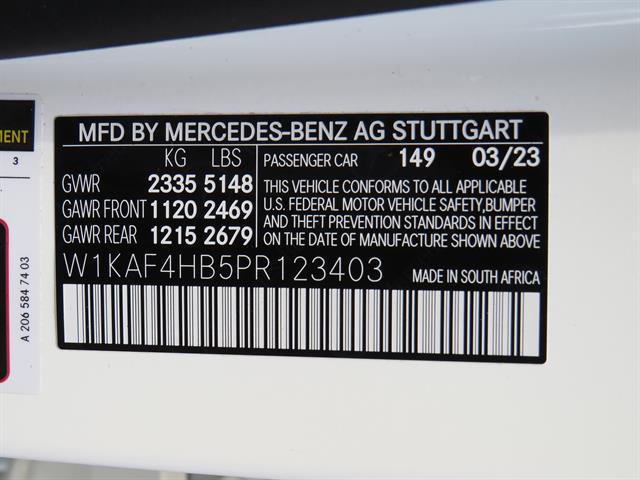 MENT
3
A 206 584 74 03
MFD BY MERCEDES-BENZ AG STUTTGART
KG LBS
GVWR 2335 5148
GAWR FRONT 1120 2469
GAWR REAR 1215 2679
PASSENGER CAR 149 03/23
THIS VEHICLE CONFORMS TO ALL APPLICABLE
U.S. FEDERAL MOTOR VEHICLE SAFETY, BUMPER
AND THEFT PREVENTION STANDARDS IN EFFECT
ON THE DATE OF MANUFACTURE SHOWN ABOVE.
W1KAF4HB5PR123403 MADE IN SOUTH AFRICA